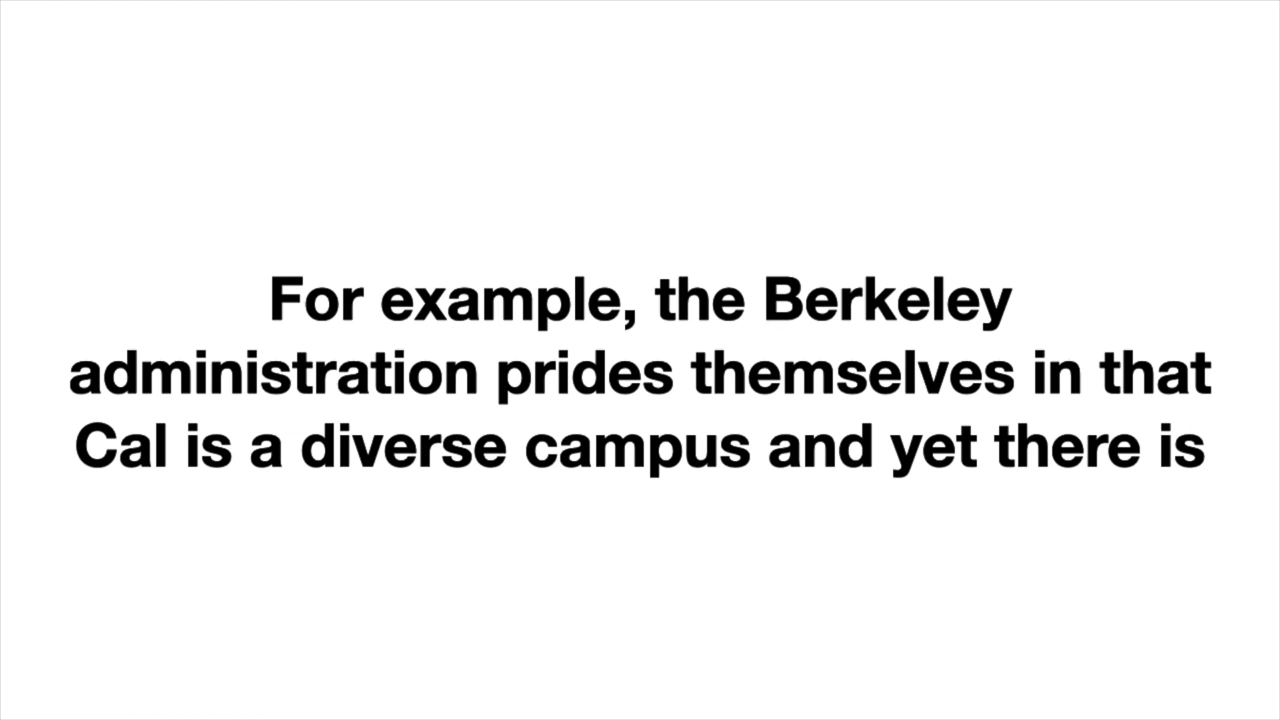 For example, the Berkeley
administration prides themselves in that
Cal is a diverse campus and yet there is